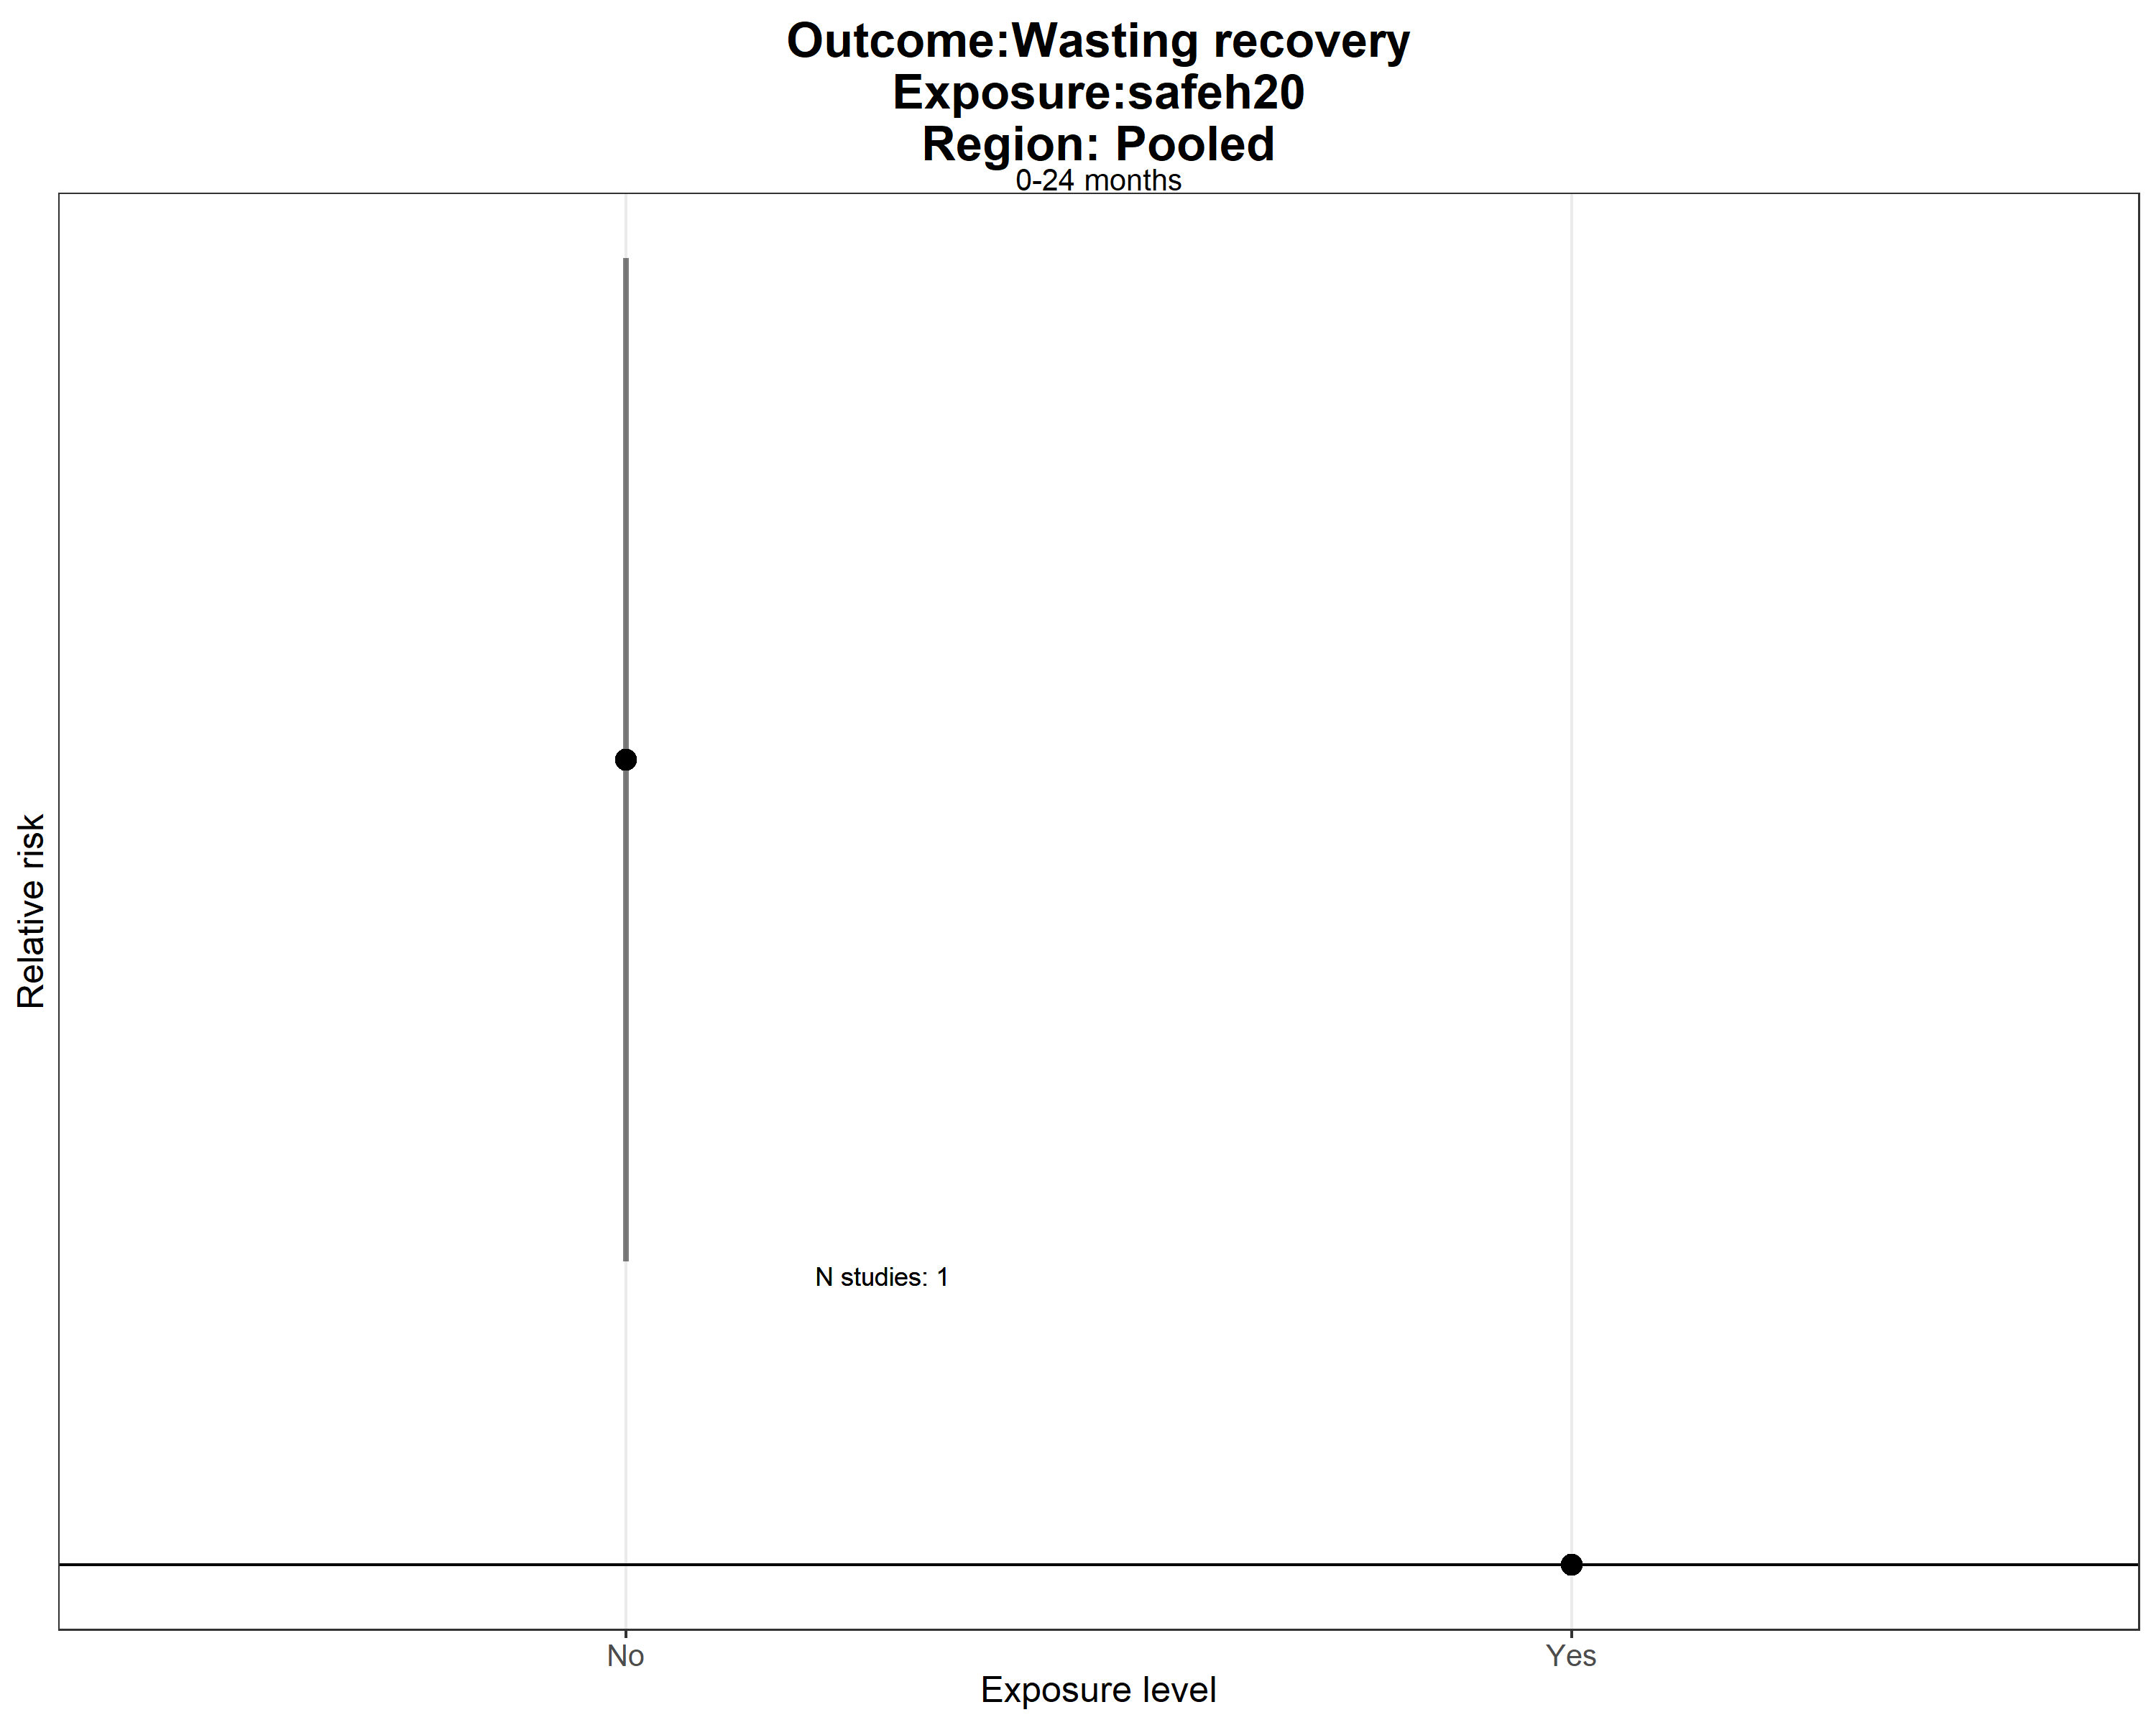 Outcome:Wasting recovery
Exposure:safeh20
Region: Pooled
0-24 months
Relative risk
N studies: 1
No
Yes
Exposure level